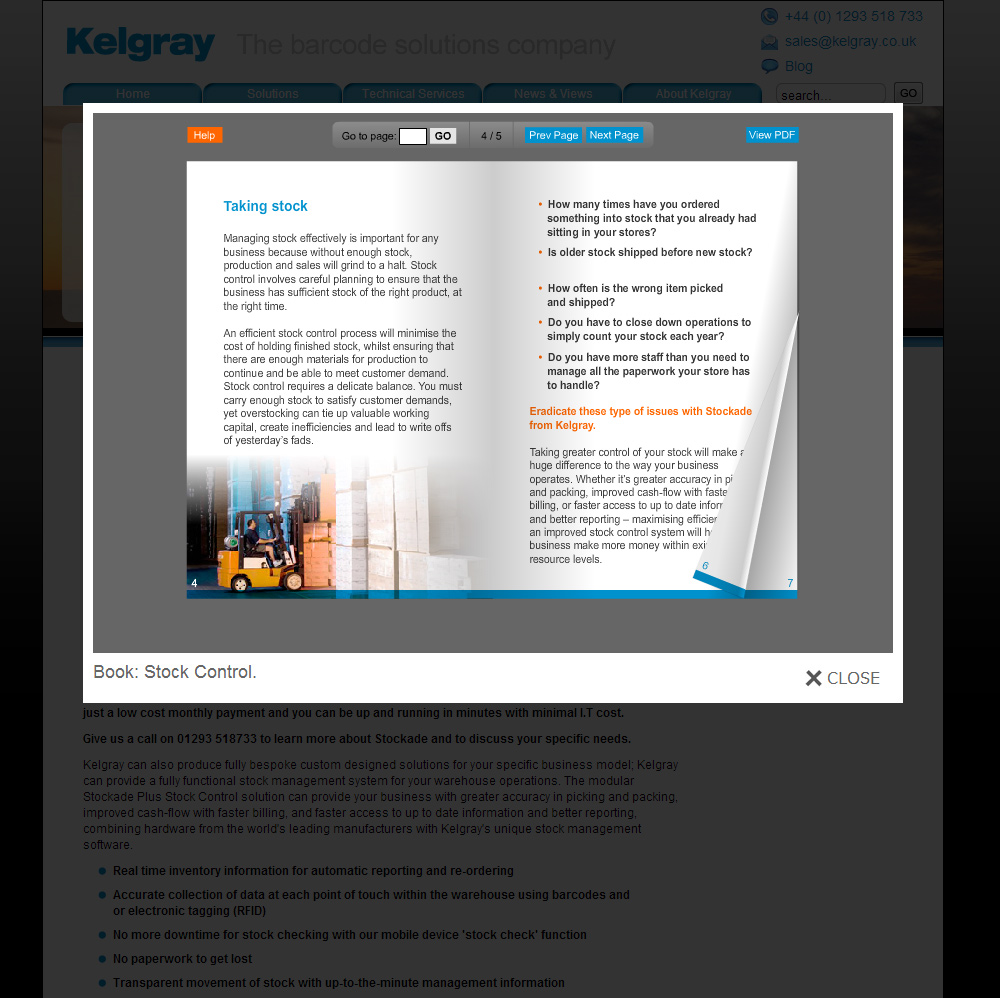 Kelgray
The barcode solutions company
+44 (0) 1293 518 733
sales@kelgray.co.uk
Blog
Home
Solutions
Technical Services
News & Views
About Kelgray
search...
GO
Help
Go to page:
GO
4 / 5
Prev Page
Next Page
View PDF
Taking stock
Managing stock effectively is important for any
business because without enough stock,
production and sales will grind to a halt. Stock
control involves careful planning to ensure that the
business has sufficient stock of the right product, at
the right time.
An efficient stock control process will minimise the
cost of holding finished stock, whilst ensuring that
there are enough materials for production to
continue and be able to meet customer demand.
Stock control requires a delicate balance. You must
carry enough stock to satisfy customer demands,
yet overstocking can tie up valuable working
capital, create inefficiencies and lead to write offs
of yesterday's fads.
4
• How many times have you ordered
something into stock that you already had
sitting in your stores?
• Is older stock shipped before new stock?
• How often is the wrong item picked
and shipped?
• Do you have to close down operations to
simply count your stock each year?
• Do you have more staff than you need to
manage all the paperwork your store has
to handle?
Eradicate these type of issues with Stockade
from Kelgray.
Taking greater control of your stock will make
huge difference to the way your business
operates. Whether it's greater accuracy in
and packing, improved cash-flow with
billing, or faster access to up to date
and better reporting – maximising
an improved stock control system will
business make more money within
resource levels.
6
7
Book: Stock Control.
CLOSE
just a low cost monthly payment and you can be up and running in minutes with minimal I.T cost.
Give us a call on 01293 518733 to learn more about Stockade and to discuss your specific needs.
Kelgray can also produce fully bespoke custom designed solutions for your specific business model; Kelgray
can provide a fully functional stock management system for your warehouse operations. The modular
Stockade Plus Stock Control solution can provide your business with greater accuracy in picking and packing,
improved cash-flow with faster billing, and faster access to up to date information and better reporting,
combining hardware from the world's leading manufacturers with Kelgray's unique stock management
software.
Real time inventory information for automatic reporting and re-ordering
Accurate collection of data at each point of touch within the warehouse using barcodes and
or electronic tagging (RFID)
No more downtime for stock checking with our mobile device 'stock check' function
No paperwork to get lost
Transparent movement of stock with up-to-the-minute management information